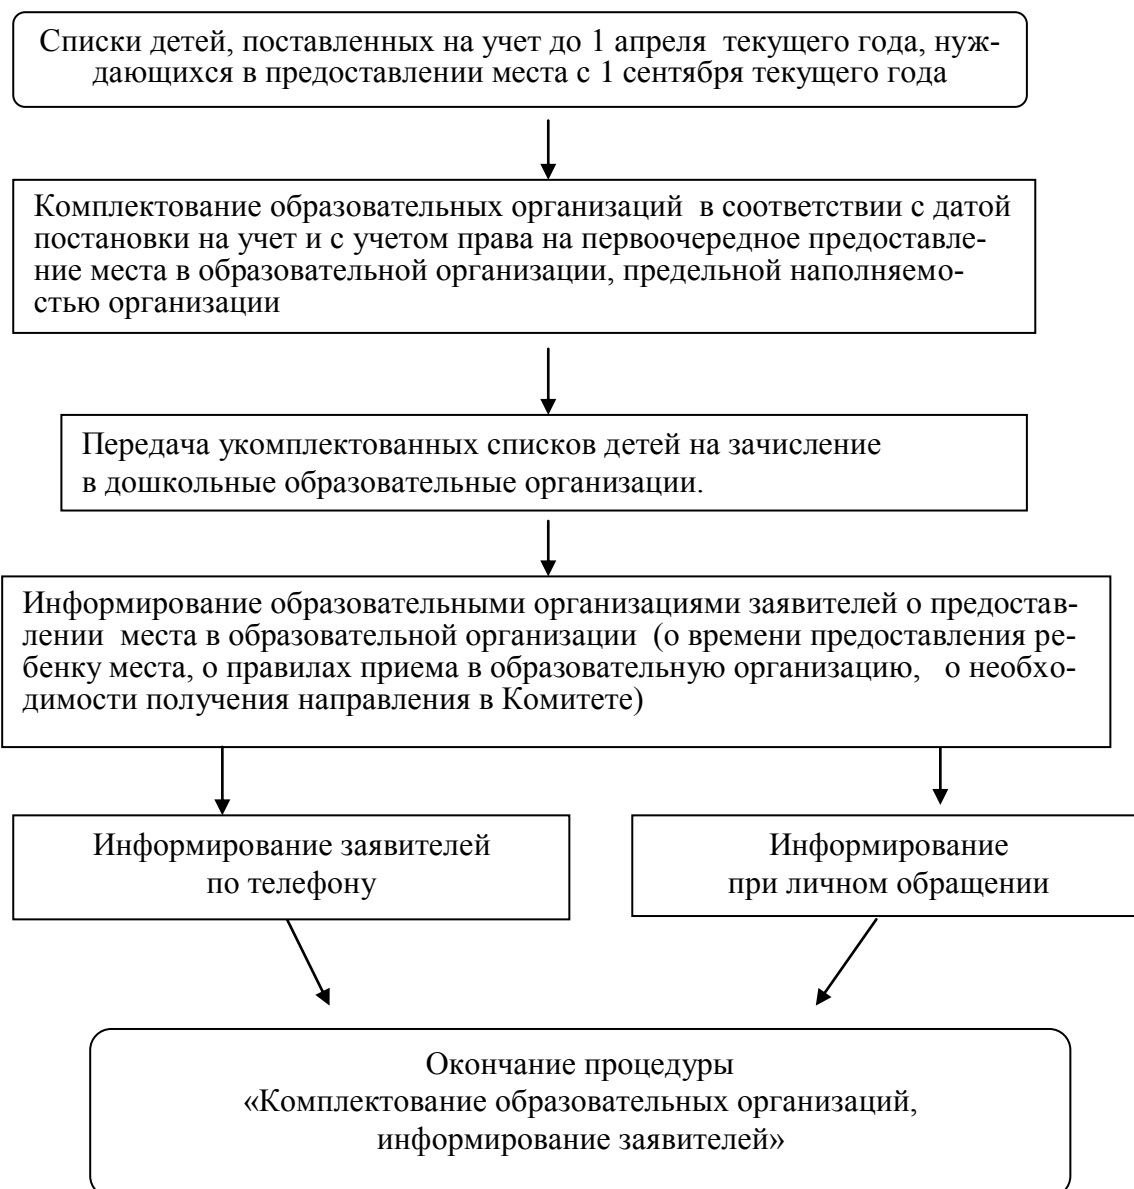 Списки детей, поставленных на учет до 1 апреля  текущего года, нуж-
дающихся в предоставлении места с 1 сентября текущего года
Комплектование образовательных организаций  в соответствии с датой
постановки на учет и с учетом права на первоочередное предоставле-
ние места в образовательной организации, предельной наполняемо-
стью организации
Передача укомплектованных списков детей на зачисление
в дошкольные образовательные организации.
Информирование образовательными организациями заявителей о предостав-
лении  места в образовательной организации  (о времени предоставления ре-
бенку места, о правилах приема в образовательную организацию,   о необхо-
димости получения направления в Комитете)
Информирование заявителей
по телефону
Информирование
при личном обращении
Окончание процедуры
«Комплектование образовательных организаций,
информирование заявителей»